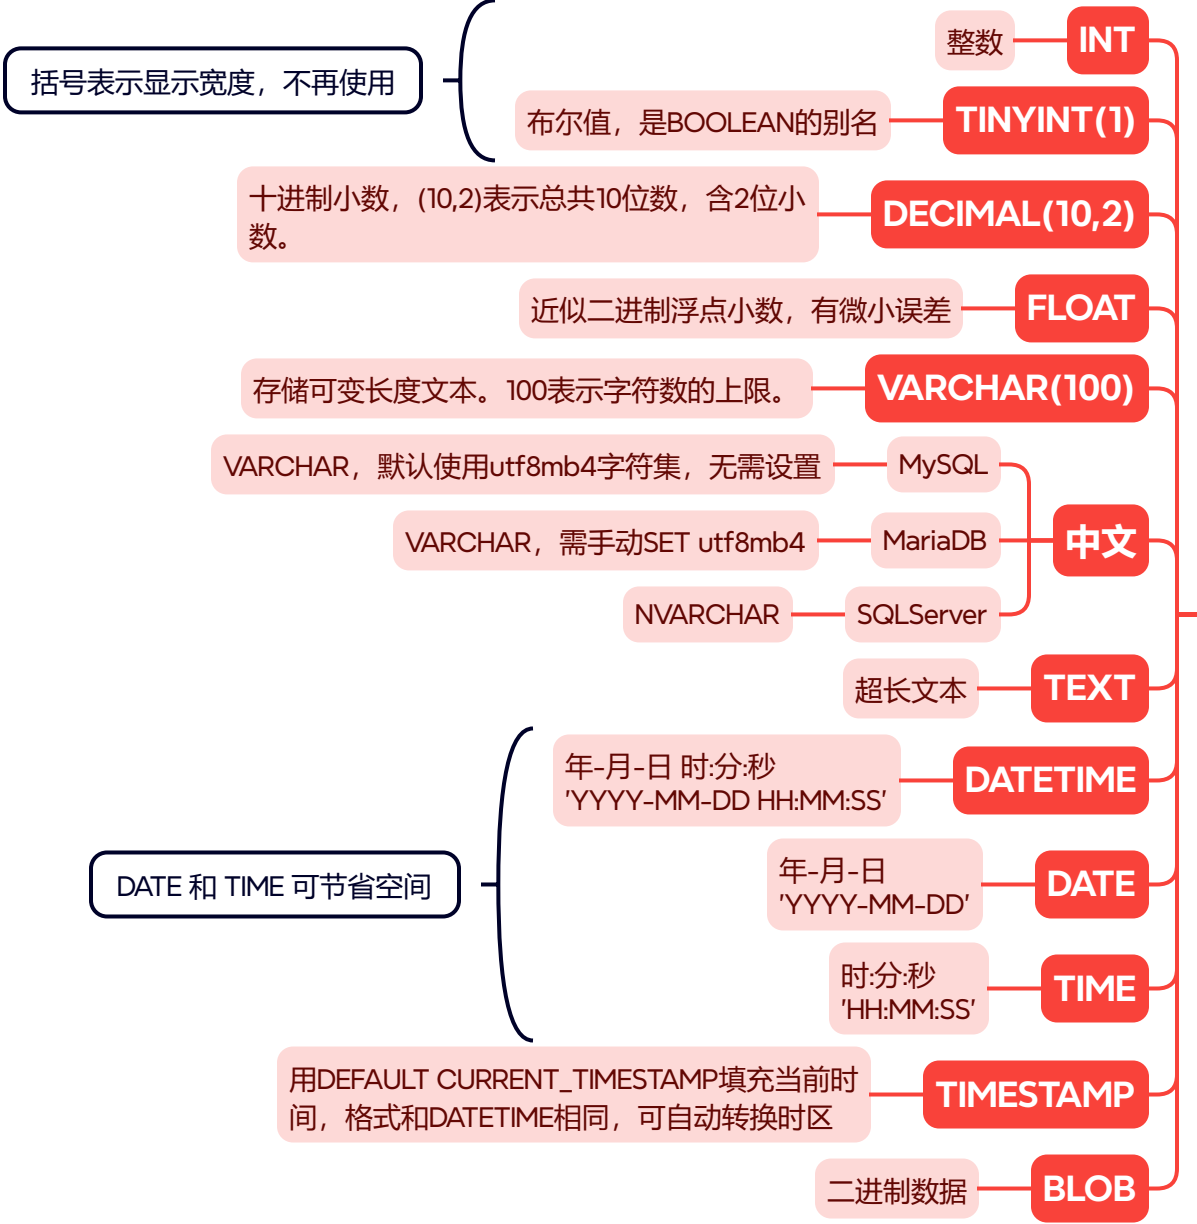 整数
INT
括号表示显示宽度，不再使用
布尔值，是BOOLEAN的别名
TINYINT(1)
十进制小数，(10,2)表示总共10位数，含2位小
数。
DECIMAL(10,2)
近似二进制浮点小数，有微小误差
FLOAT
存储可变长度文本。100表示字符数的上限。
VARCHAR(100)
VARCHAR，默认使用utf8mb4字符集，无需设置
MySQL
VARCHAR，需手动SET utf8mb4
MariaDB
中文
NVARCHAR
SQLServer
超长文本
TEXT
年-月-日 时:分:秒
'YYYY-MM-DD HH:MM:SS'
DATETIME
DATE 和 TIME 可节省空间
年-月-日
'YYYY-MM-DD'
DATE
时:分:秒
'HH:MM:SS'
TIME
用DEFAULT CURRENT_TIMESTAMP填充当前时
间，格式和DATETIME相同，可自动转换时区
TIMESTAMP
二进制数据
BLOB